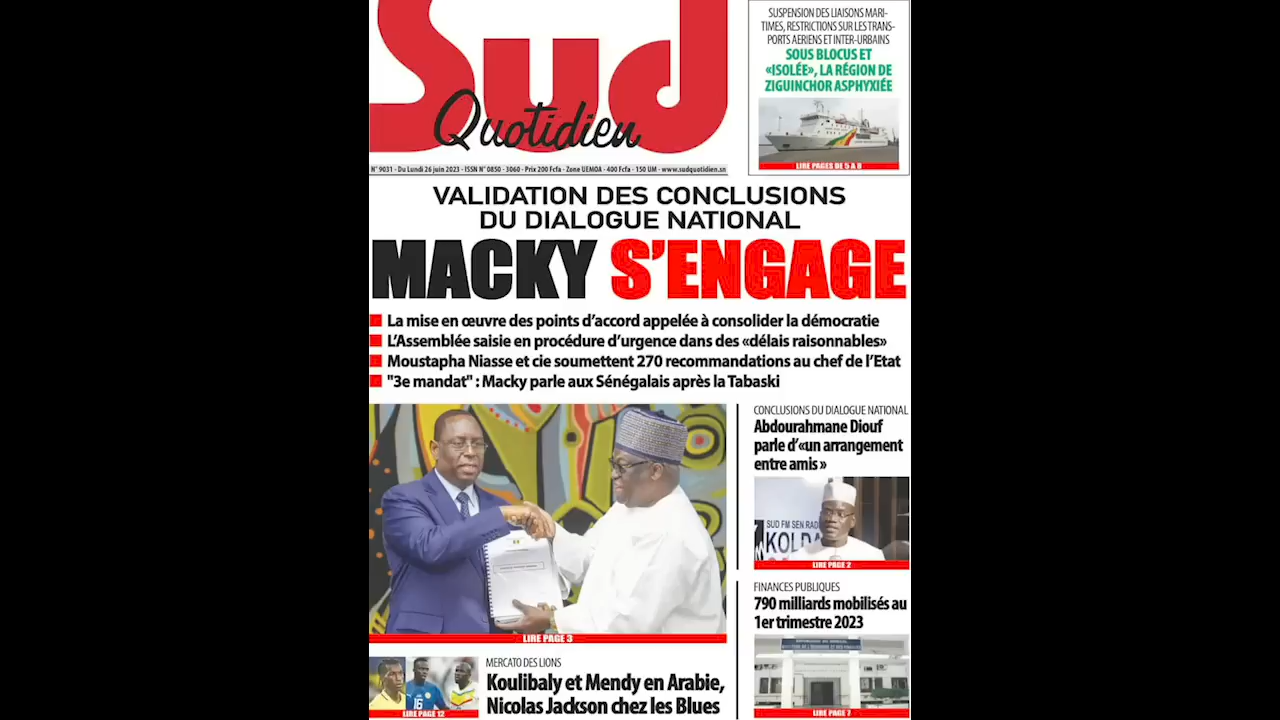 Sud
Quotidien
N° 9031 - Du Lundi 26 juin 2023 - ISSN N° 0850 - 3060 - Prix 200 Fcfa - Zone UEMOA - 400 Fcfa - 150 UM - www.sudquotidien.sn
SUSPENSION DES LIAISONS MARI-
TIMES, RESTRICTIONS SUR LES TRANS-
PORTS AERIENS ET INTER-URBAINS
SOUS BLOCUS ET
«ISOLÉE», LA RÉGION DE
ZIGUINCHOR ASPHYXIÉE
LIRE PAGES DE 5 A 8
VALIDATION DES CONCLUSIONS
DU DIALOGUE NATIONAL
MACKY S'ENGAGE
La mise en œuvre des points d'accord appelée à consolider la démocratie
L'Assemblée saisie en procédure d'urgence dans des «délais raisonnables»
Moustapha Niasse et cie soumettent 270 recommandations au chef de l'Etat
"3e mandat" : Macky parle aux Sénégalais après la Tabaski
LIRE PAGE 3
CONCLUSIONS DU DIALOGUE NATIONAL
Abdourahmane Diouf
parle d'«un arrangement
entre amis »
SUD FM SEN RAD
KOLDA
LIRE PAGE 2
FINANCES PUBLIQUES
790 milliards mobilisés au
1er trimestre 2023
LIRE PAGE 7
MERCATO DES LIONS
Koulibaly et Mendy en Arabie,
Nicolas Jackson chez les Blues
16
LIRE PAGE 12